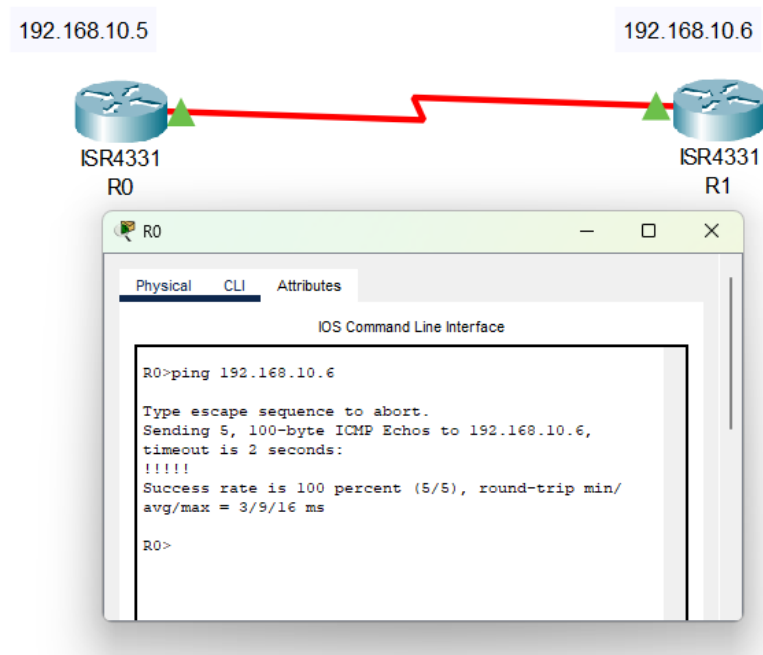 192.168.10.5
192.168.10.6
ISR4331
R0
ISR4331
R1
R0
Physical
CLI
Attributes
IOS Command Line Interface
R0>ping 192.168.10.6
Type escape sequence to abort.
Sending 5, 100-byte ICMP Echos to 192.168.10.6,
timeout is 2 seconds:
!!!!!
Success rate is 100 percent (5/5), round-trip min/
avg/max = 3/9/16 ms
R0>